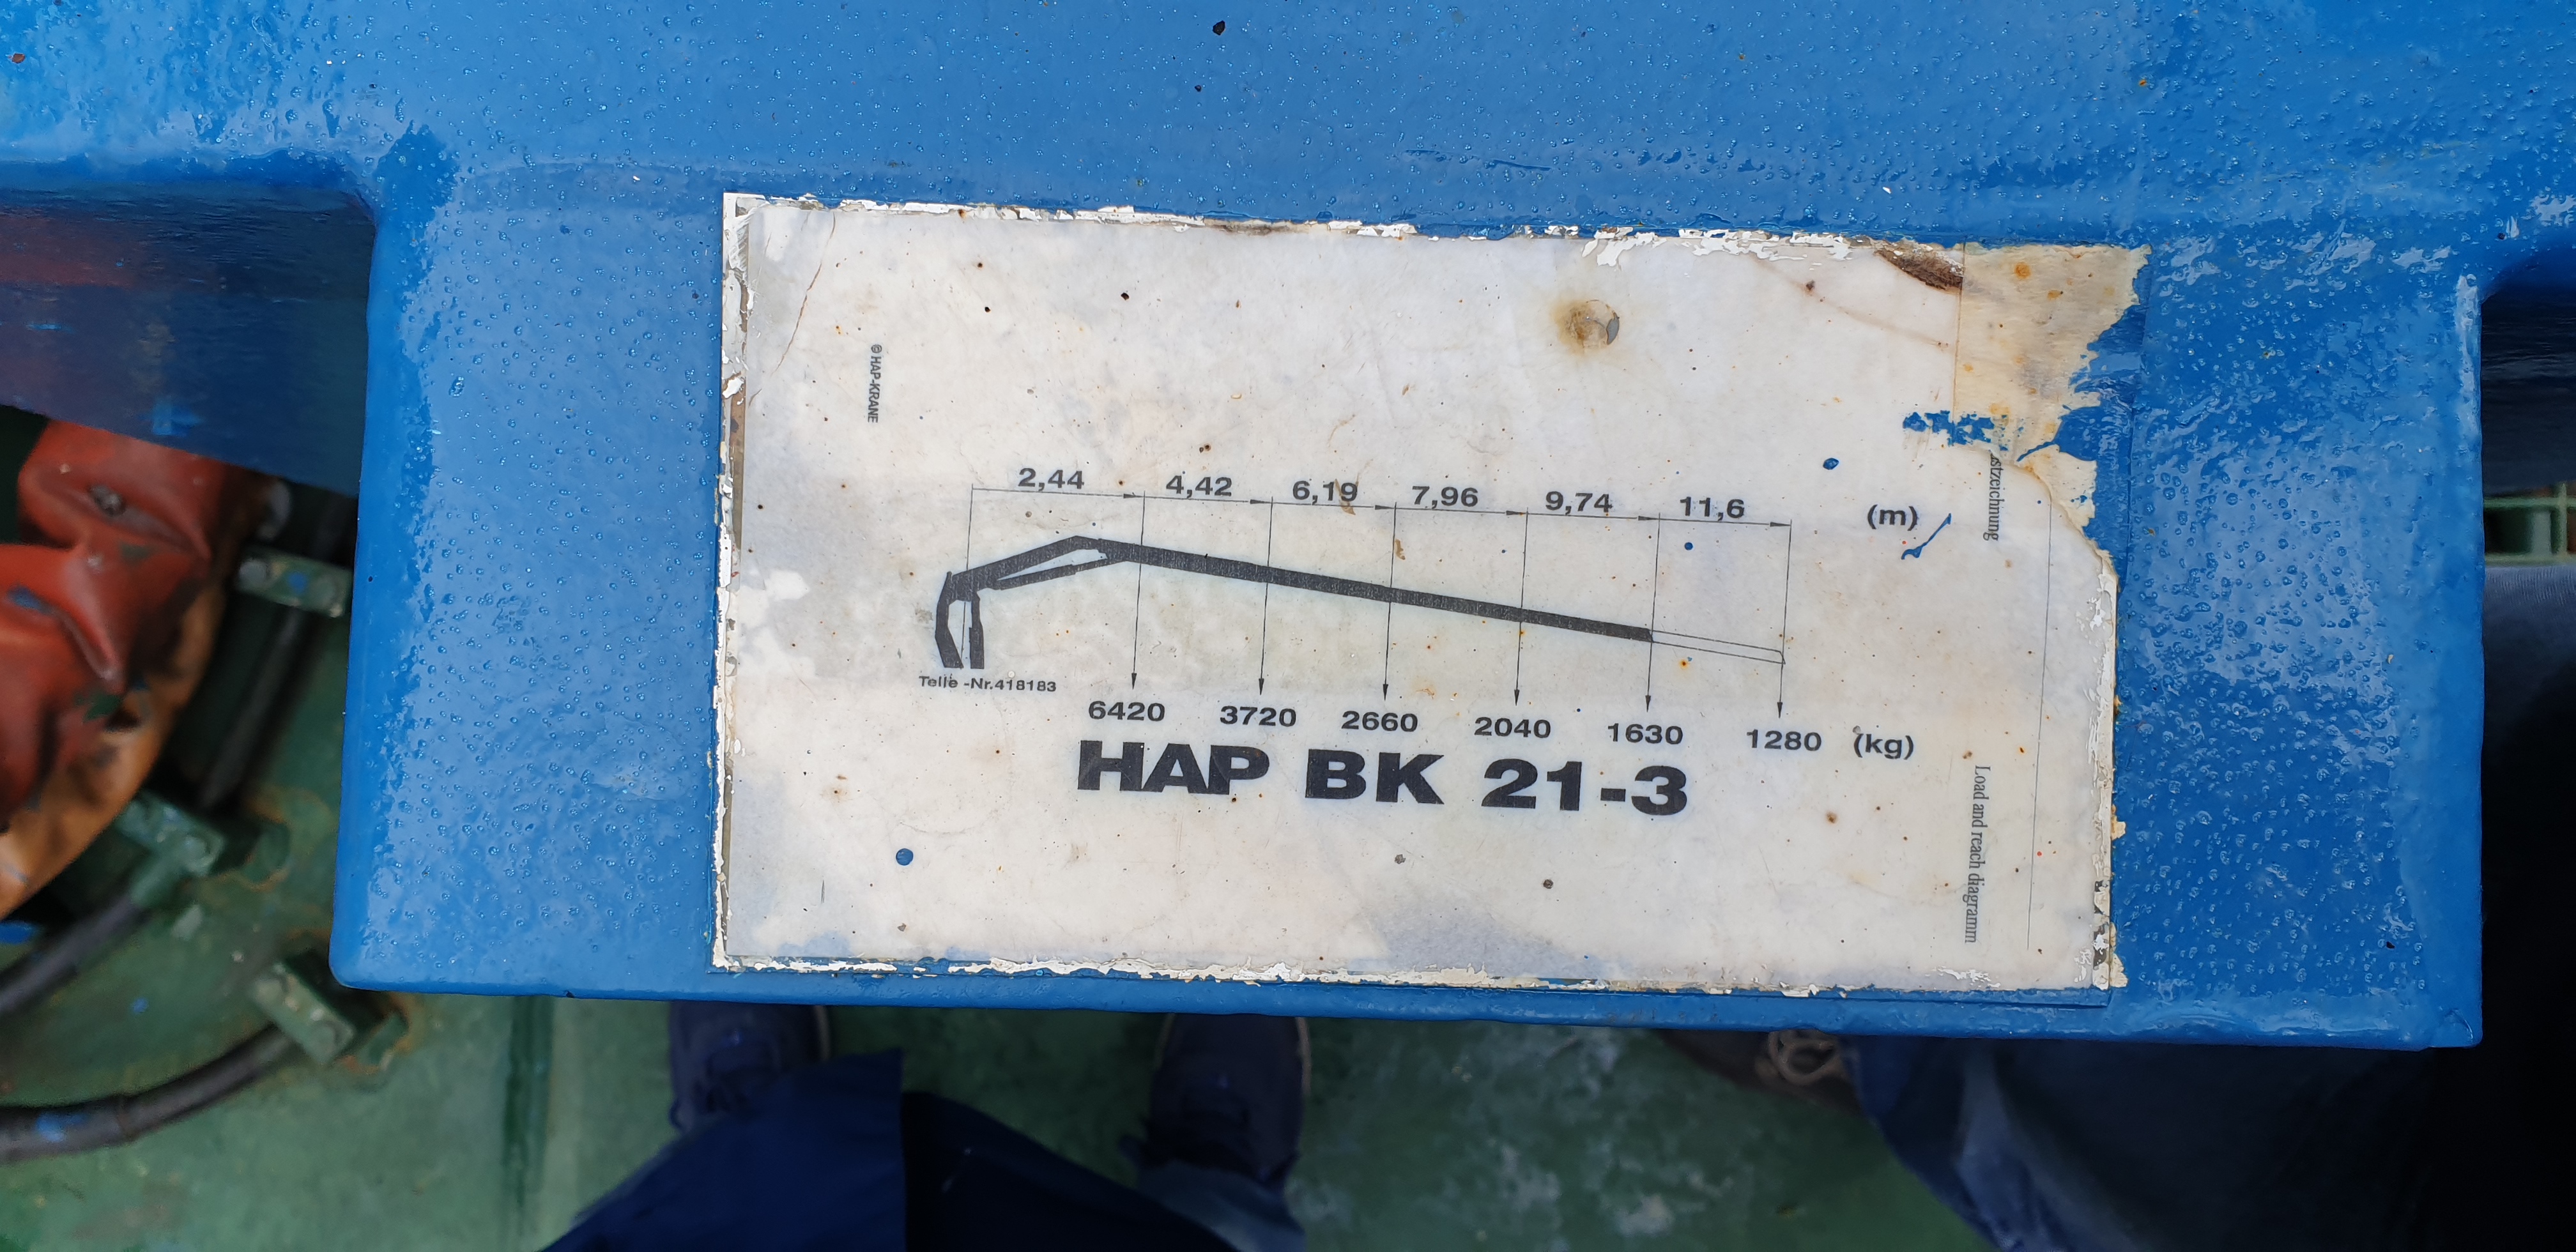 © HAP-KRANE
2,44 4,42 6,19 7,96 9,74 11,6 (m)
Teile -Nr.418183
6420 3720 2660 2040 1630 1280 (kg)
HAP BK 21-3
stzeichnung
Load and reach diagramm